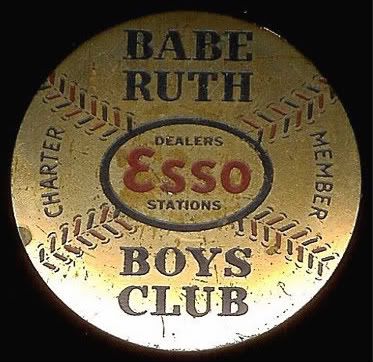 BABE
RUTH
CHARTER
DEALERS
Esso
STATIONS
MEMBER
BOYS
CLUB